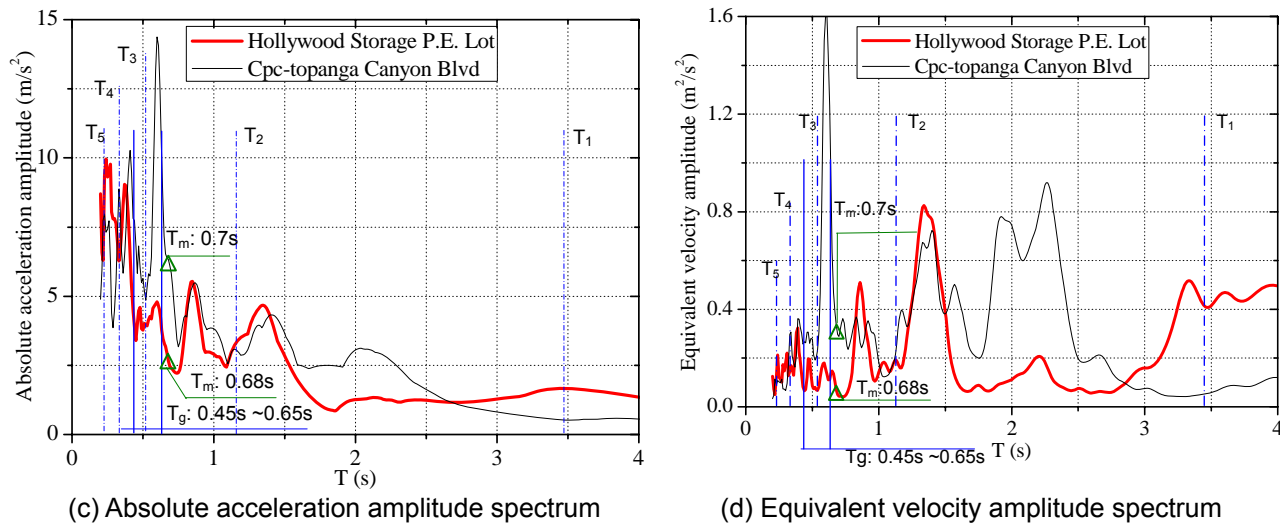 15
10
5
0
Absolute acceleration amplitude (m/s²)
Hollywood Storage P.E. Lot
Cpc-topanga Canyon Blvd
T₃
T₄
T₅
T₂
T₁
Tₘ: 0.7s
Tₘ: 0.68s
T₉: 0.45s ~0.65s
0 1 2 3 4
T (s)
(c) Absolute acceleration amplitude spectrum
1.6
1.2
0.8
0.4
0.0
Equivalent velocity amplitude (m²/s²)
Hollywood Storage P.E. Lot
Cpc-topanga Canyon Blvd
T₃
T₂
T₁
T₄
T₅
Tₘ:0.7s
Tₘ:0.68s
Tg: 0.45s ~0.65s
0 1 2 3 4
T (s)
(d) Equivalent velocity amplitude spectrum